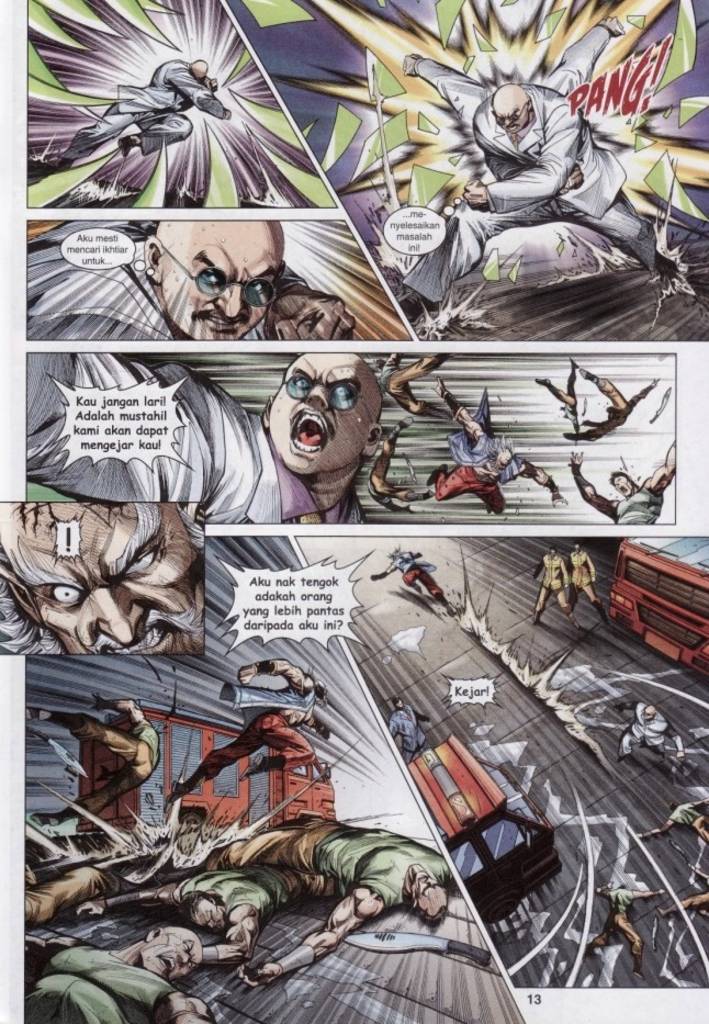 Aku mesti
mencari ikhtiar
untuk...
...me-
nyelesaikan
masalah
ini!
PANG!
Kau jangan lari!
Adalah mustahil
kami akan dapat
mengejar kau!
!
Aku nak tengok
adakah orang
yang lebih pantas
daripada aku ini?
Kejar!
13